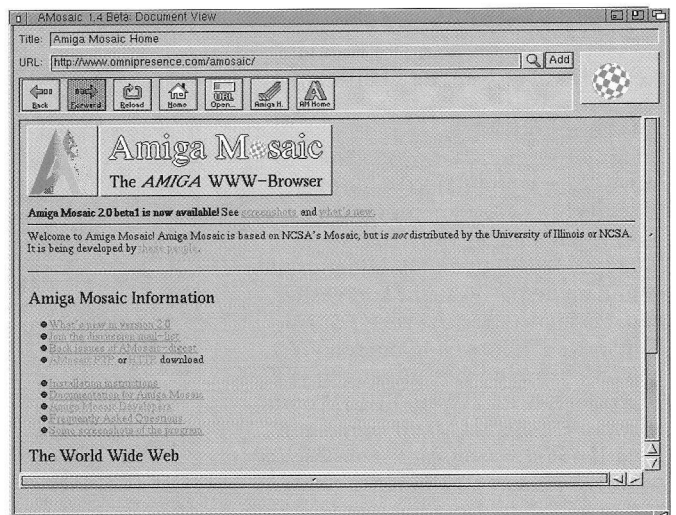 AMosaic 1.4 Beta: Document View
Title: Amiga Mosaic Home
URL: http://www.omnipresence.com/amosaic/
Add
Back
Forward
Reload
Home
URL
Open...
Amiga H.
AM Home
Amiga Mosaic
The AMIGA WWW-Browser
Amiga Mosaic 2.0 beta1 is now available! See screenshots and what's new.
Welcome to Amiga Mosaic! Amiga Mosaic is based on NCSA's Mosaic, but is not distributed by the University of Illinois or NCSA.
It is being developed by these people.
Amiga Mosaic Information
What's new in version 2.0
Join the discussion mail-list
Back issues of AMosaic-digest
AMosaic FTP or HTTP download
Installation instructions
Documentation for Amiga Mosaic
Amiga Mosaic Developers
Frequently Asked Questions
Some screenshots of the program
The World Wide Web